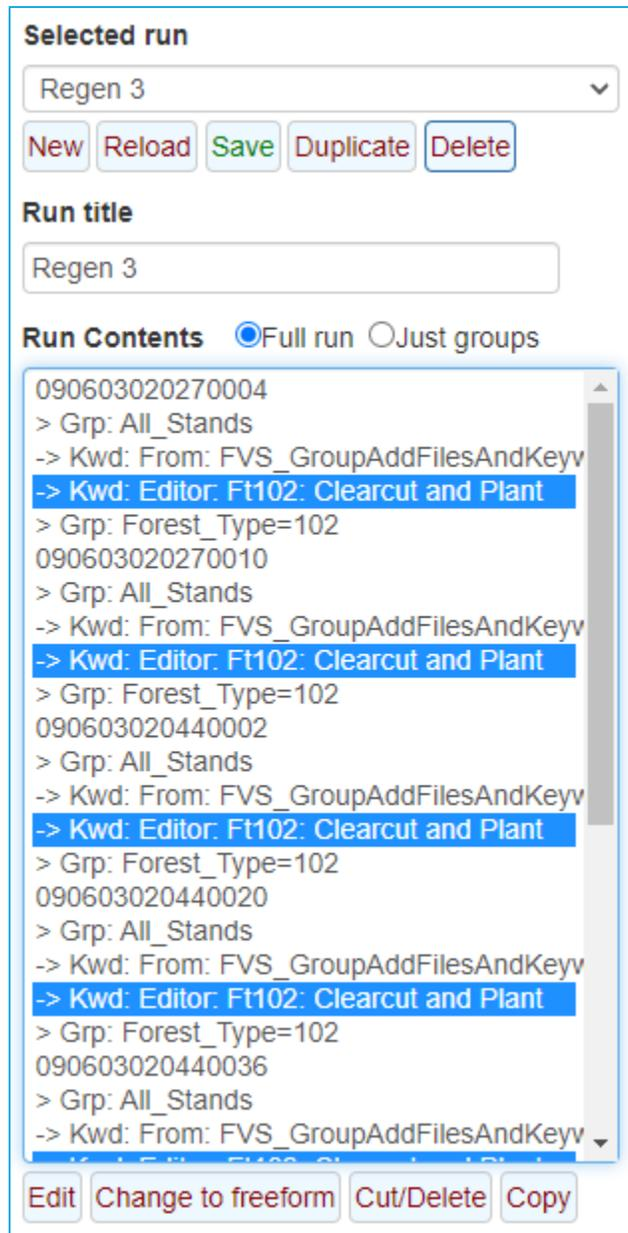 Selected run
Regen 3
New Reload Save Duplicate Delete
Run title
Regen 3
Run Contents Full run Just groups
090603020270004
> Grp: All_Stands
-> Kwd: From: FVS_GroupAddFilesAndKeyw
-> Kwd: Editor: Ft102: Clearcut and Plant
> Grp: Forest_Type=102
090603020270010
> Grp: All_Stands
-> Kwd: From: FVS_GroupAddFilesAndKeyw
-> Kwd: Editor: Ft102: Clearcut and Plant
> Grp: Forest_Type=102
090603020440002
> Grp: All_Stands
-> Kwd: From: FVS_GroupAddFilesAndKeyw
-> Kwd: Editor: Ft102: Clearcut and Plant
> Grp: Forest_Type=102
090603020440020
> Grp: All_Stands
-> Kwd: From: FVS_GroupAddFilesAndKeyw
-> Kwd: Editor: Ft102: Clearcut and Plant
> Grp: Forest_Type=102
090603020440036
> Grp: All_Stands
-> Kwd: From: FVS_GroupAddFilesAndKeyw
Edit Change to freeform Cut/Delete Copy